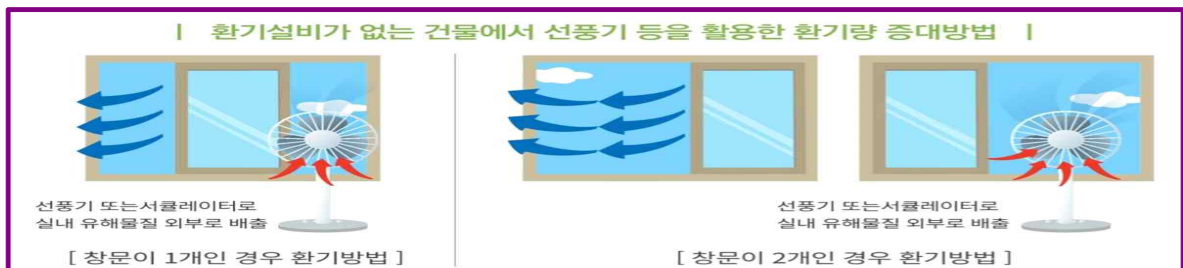 | 환기설비가 없는 건물에서 선풍기 등을 활용한 환기량 증대방법 |
선풍기 또는서큘레이터로
실내 유해물질 외부로 배출
[ 창문이 1개인 경우 환기방법 ]
선풍기 또는서큘레이터로
실내 유해물질 외부로 배출
[ 창문이 2개인 경우 환기방법 ]